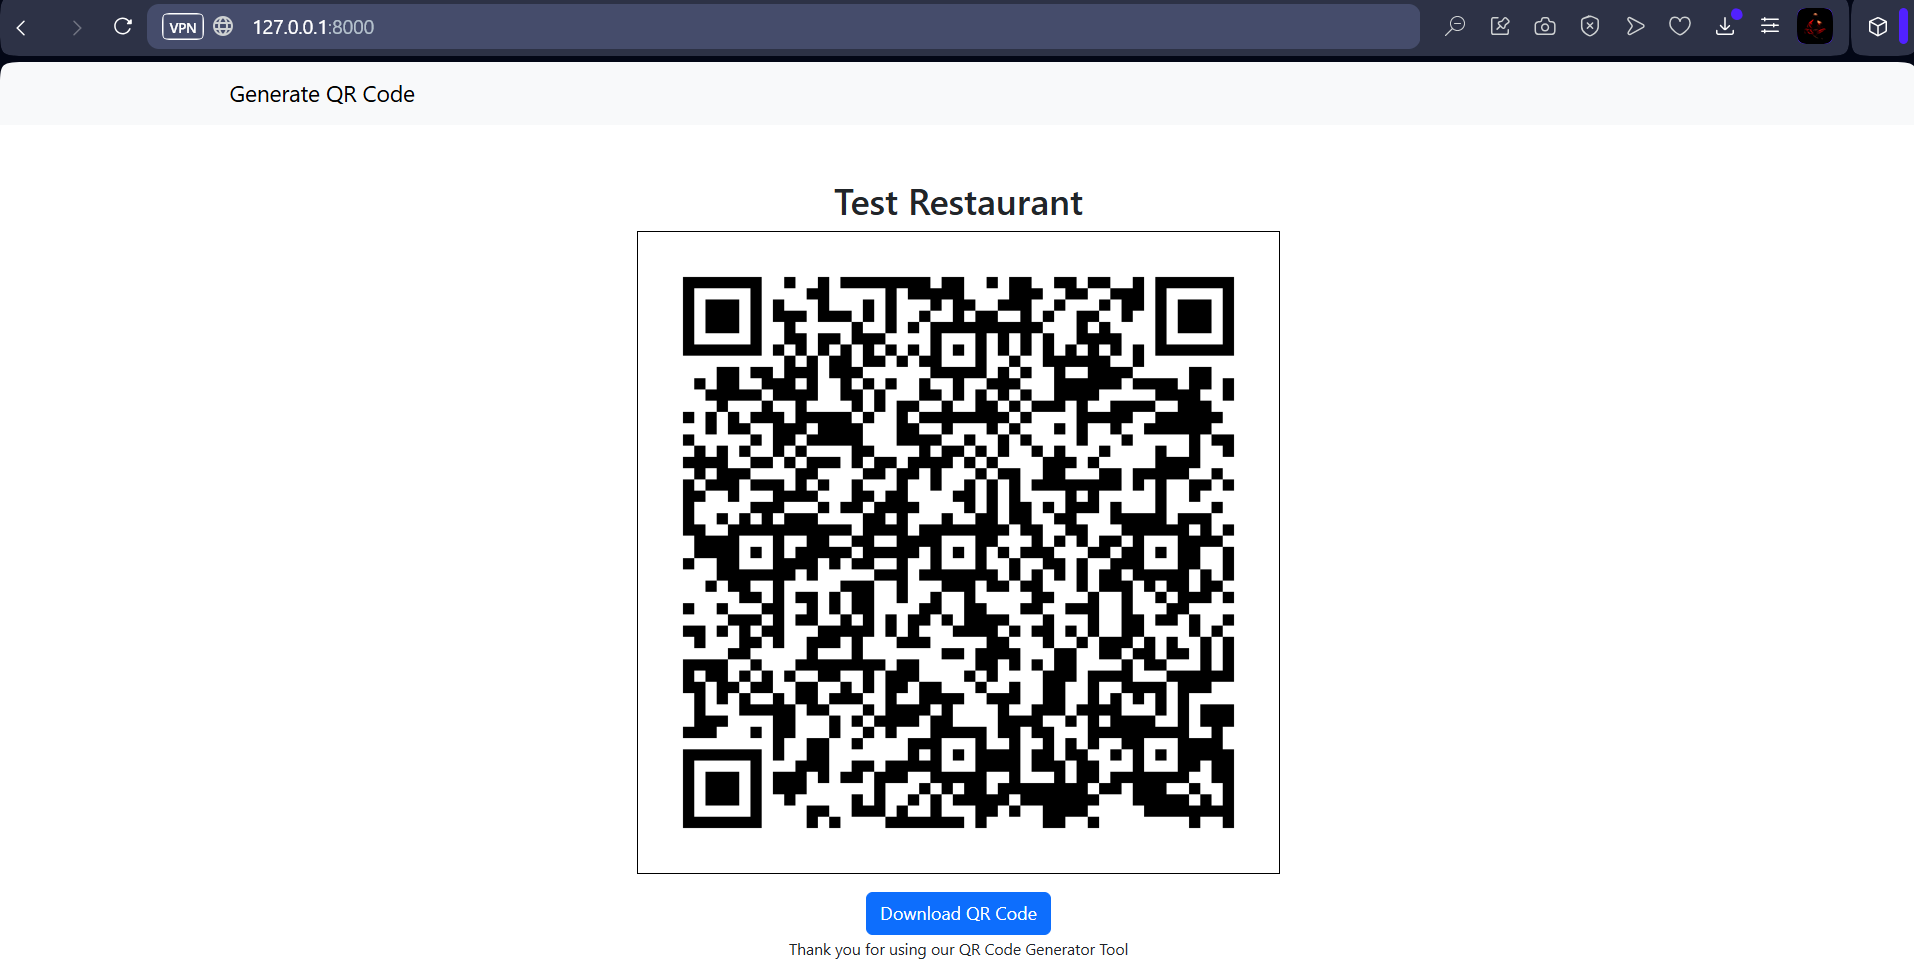 VPN 127.0.0.1:8000
Generate QR Code
Test Restaurant
Download QR Code
Thank you for using our QR Code Generator Tool